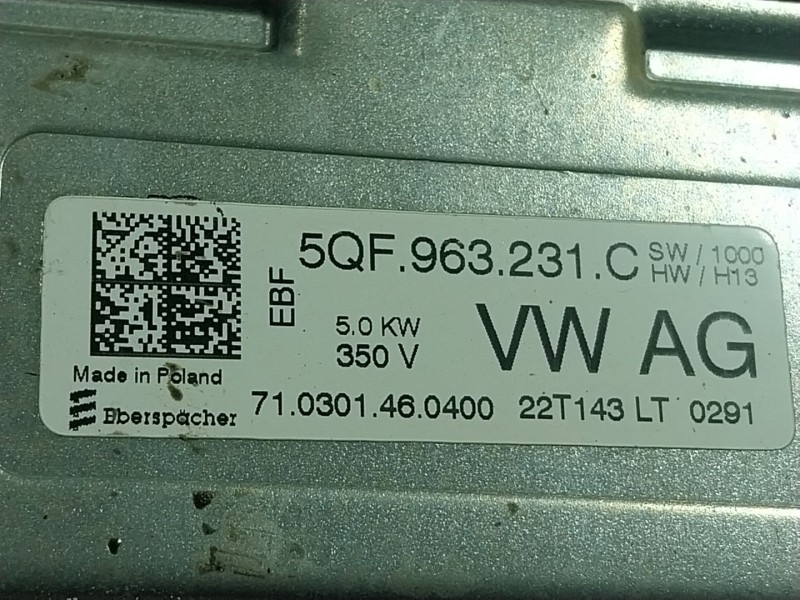 5QF.963.231.C SW/1000
HW/H13
EBF
5.0 KW
350 V
VW AG
Made in Poland
Eberspächer 71.0301.46.0400 22T143 LT 0291